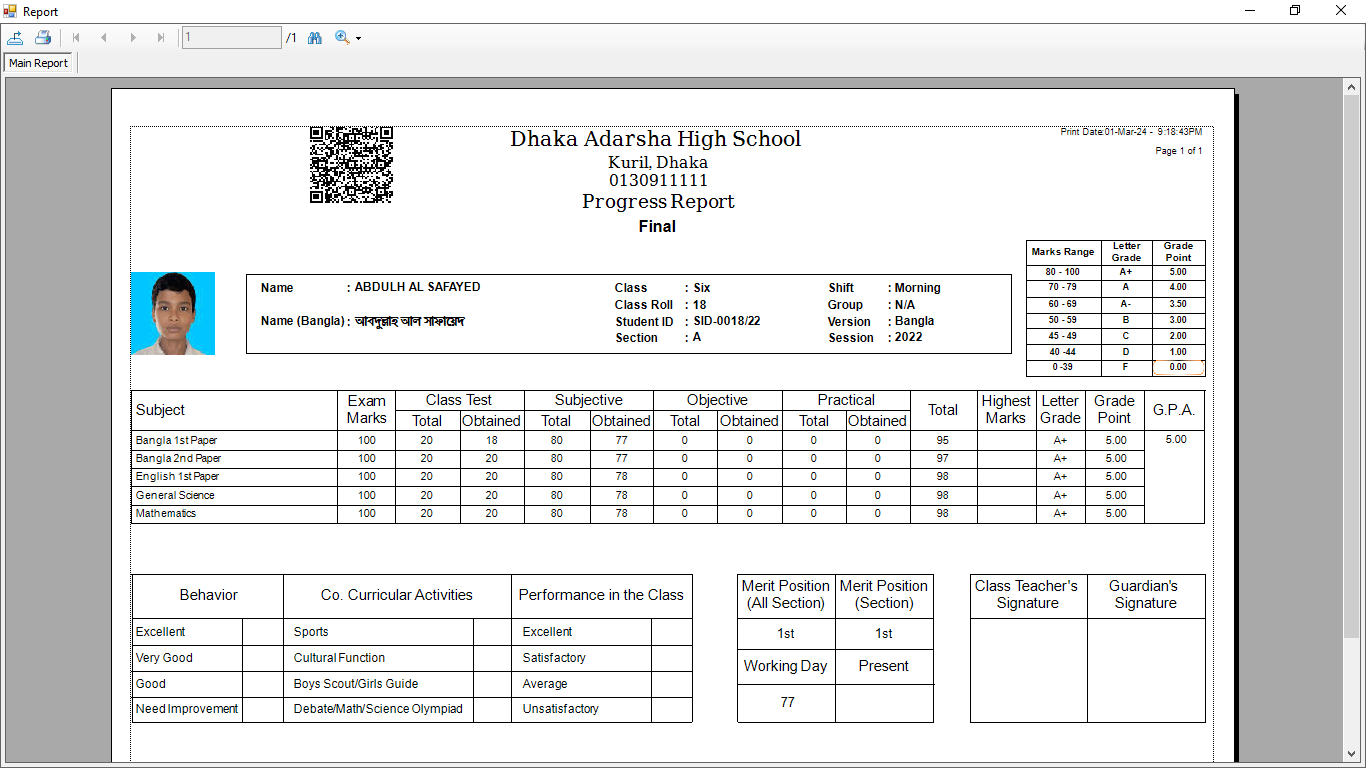 Report
1 /1
Main Report
Print Date:01-Mar-24 - 9:18:43PM
Page 1 of 1
Dhaka Adarsha High School
Kuril, Dhaka
0130911111
Progress Report
Final
Marks Range Letter Grade Grade Point
80 - 100 A+ 5.00
70 - 79 A 4.00
60 - 69 A- 3.50
50 - 59 B 3.00
45 - 49 C 2.00
40 -44 D 1.00
0 -39 F 0.00
Name : ABDULH AL SAFAYED Class : Six Shift : Morning
Class Roll : 18 Group : N/A
Name (Bangla) : আবদুল্লাহ আল সাফায়েদ Student ID : SID-0018/22 Version : Bangla
Section : A Session : 2022
Subject Exam Marks Class Test Subjective Objective Practical Total Highest Marks Letter Grade Grade Point G.P.A.
Total Obtained Total Obtained Total Obtained Total Obtained
Bangla 1st Paper 100 20 18 80 77 0 0 0 0 95 A+ 5.00 5.00
Bangla 2nd Paper 100 20 20 80 77 0 0 0 0 97 A+ 5.00
English 1st Paper 100 20 20 80 78 0 0 0 0 98 A+ 5.00
General Science 100 20 20 80 78 0 0 0 0 98 A+ 5.00
Mathematics 100 20 20 80 78 0 0 0 0 98 A+ 5.00
Behavior Co. Curricular Activities Performance in the Class
Excellent Sports Excellent
Very Good Cultural Function Satisfactory
Good Boys Scout/Girls Guide Average
Need Improvement Debate/Math/Science Olympiad Unsatisfactory
Merit Position (All Section) Merit Position (Section)
1st 1st
Working Day Present
77
Class Teacher's Signature Guardian's Signature